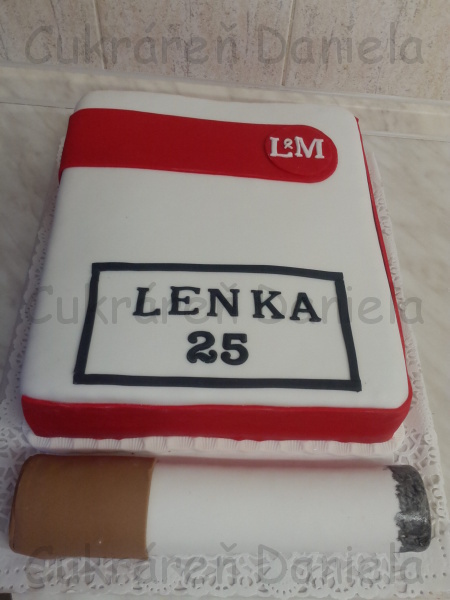 Cukráreň Daniela
L&M
LENKA
Cukráreň Daniela
25
Cukráreň Daniela